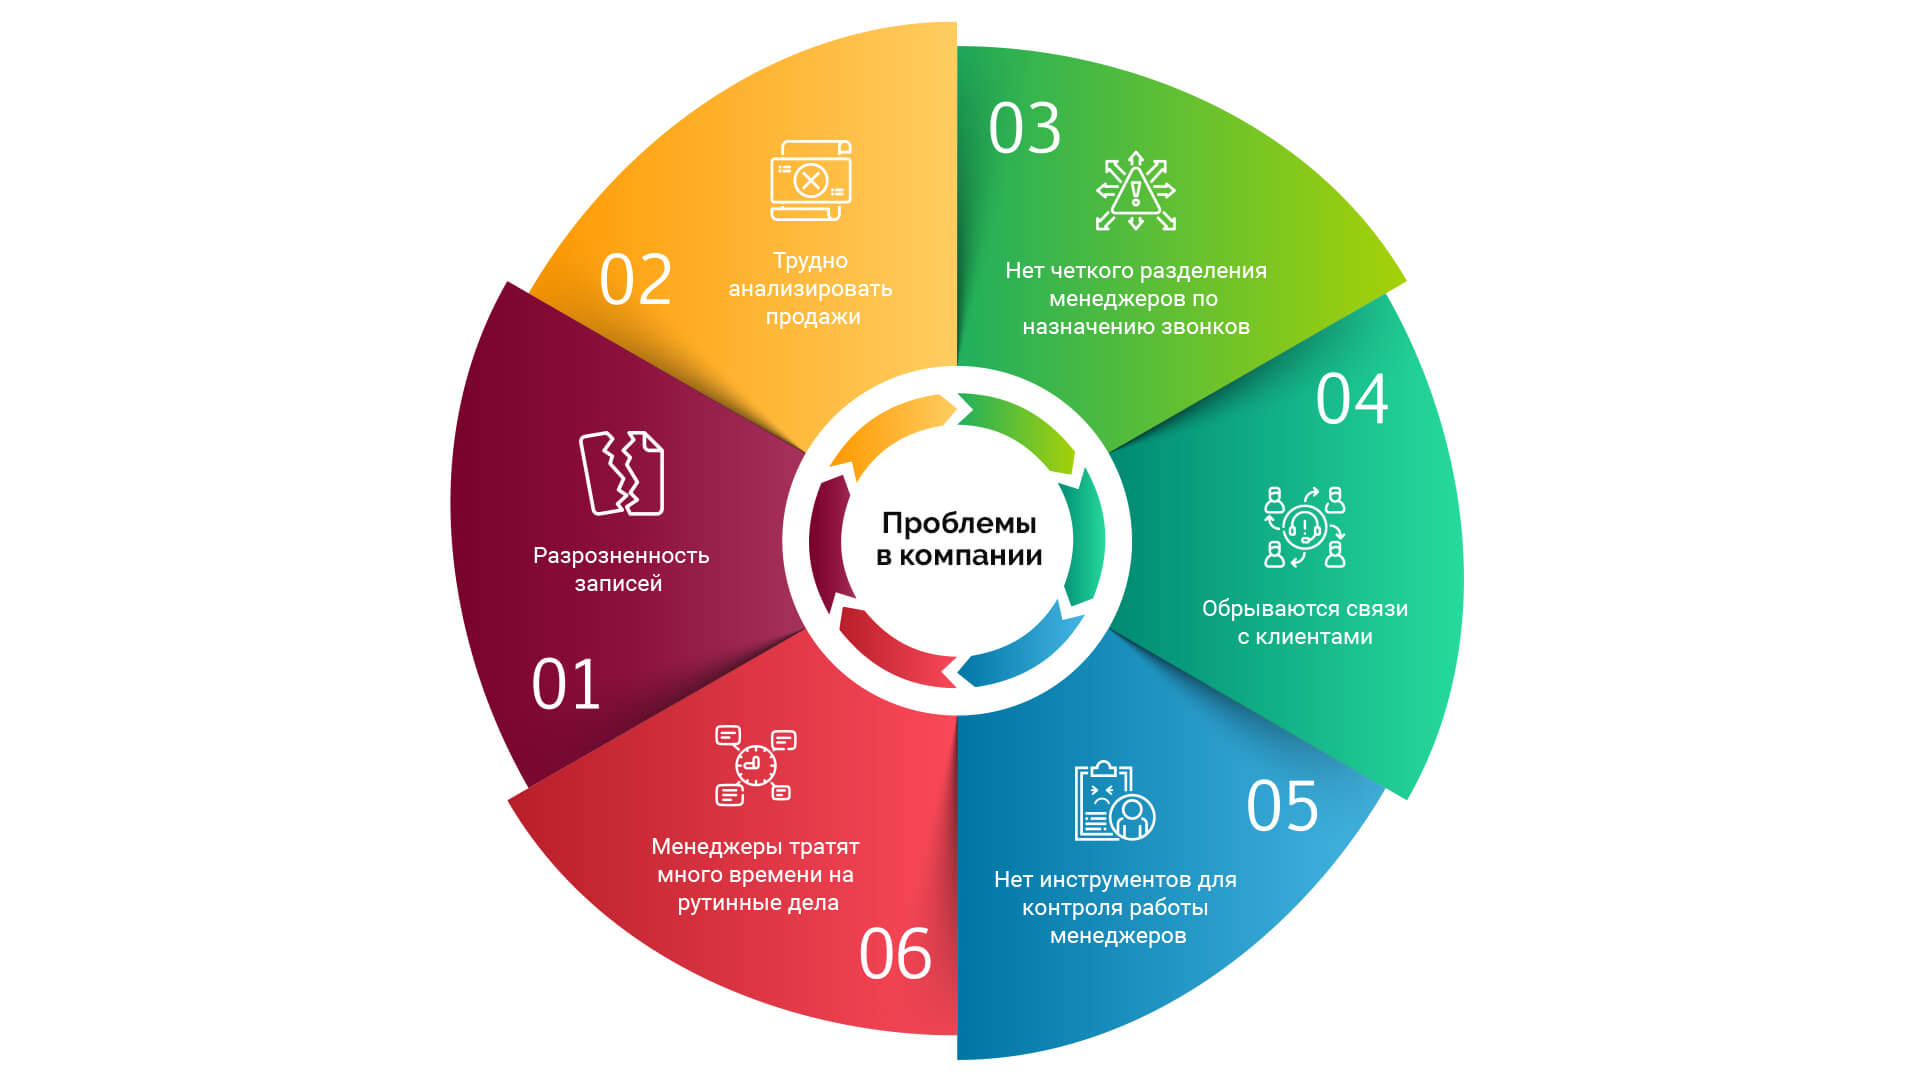 Проблемы
в компании
01
Разрозненность
записей
02
Трудно
анализировать
продажи
03
Нет четкого разделения
менеджеров по
назначению звонков
04
Обрываются связи
с клиентами
05
Нет инструментов для
контроля работы
менеджеров
06
Менеджеры тратят
много времени на
рутинные дела